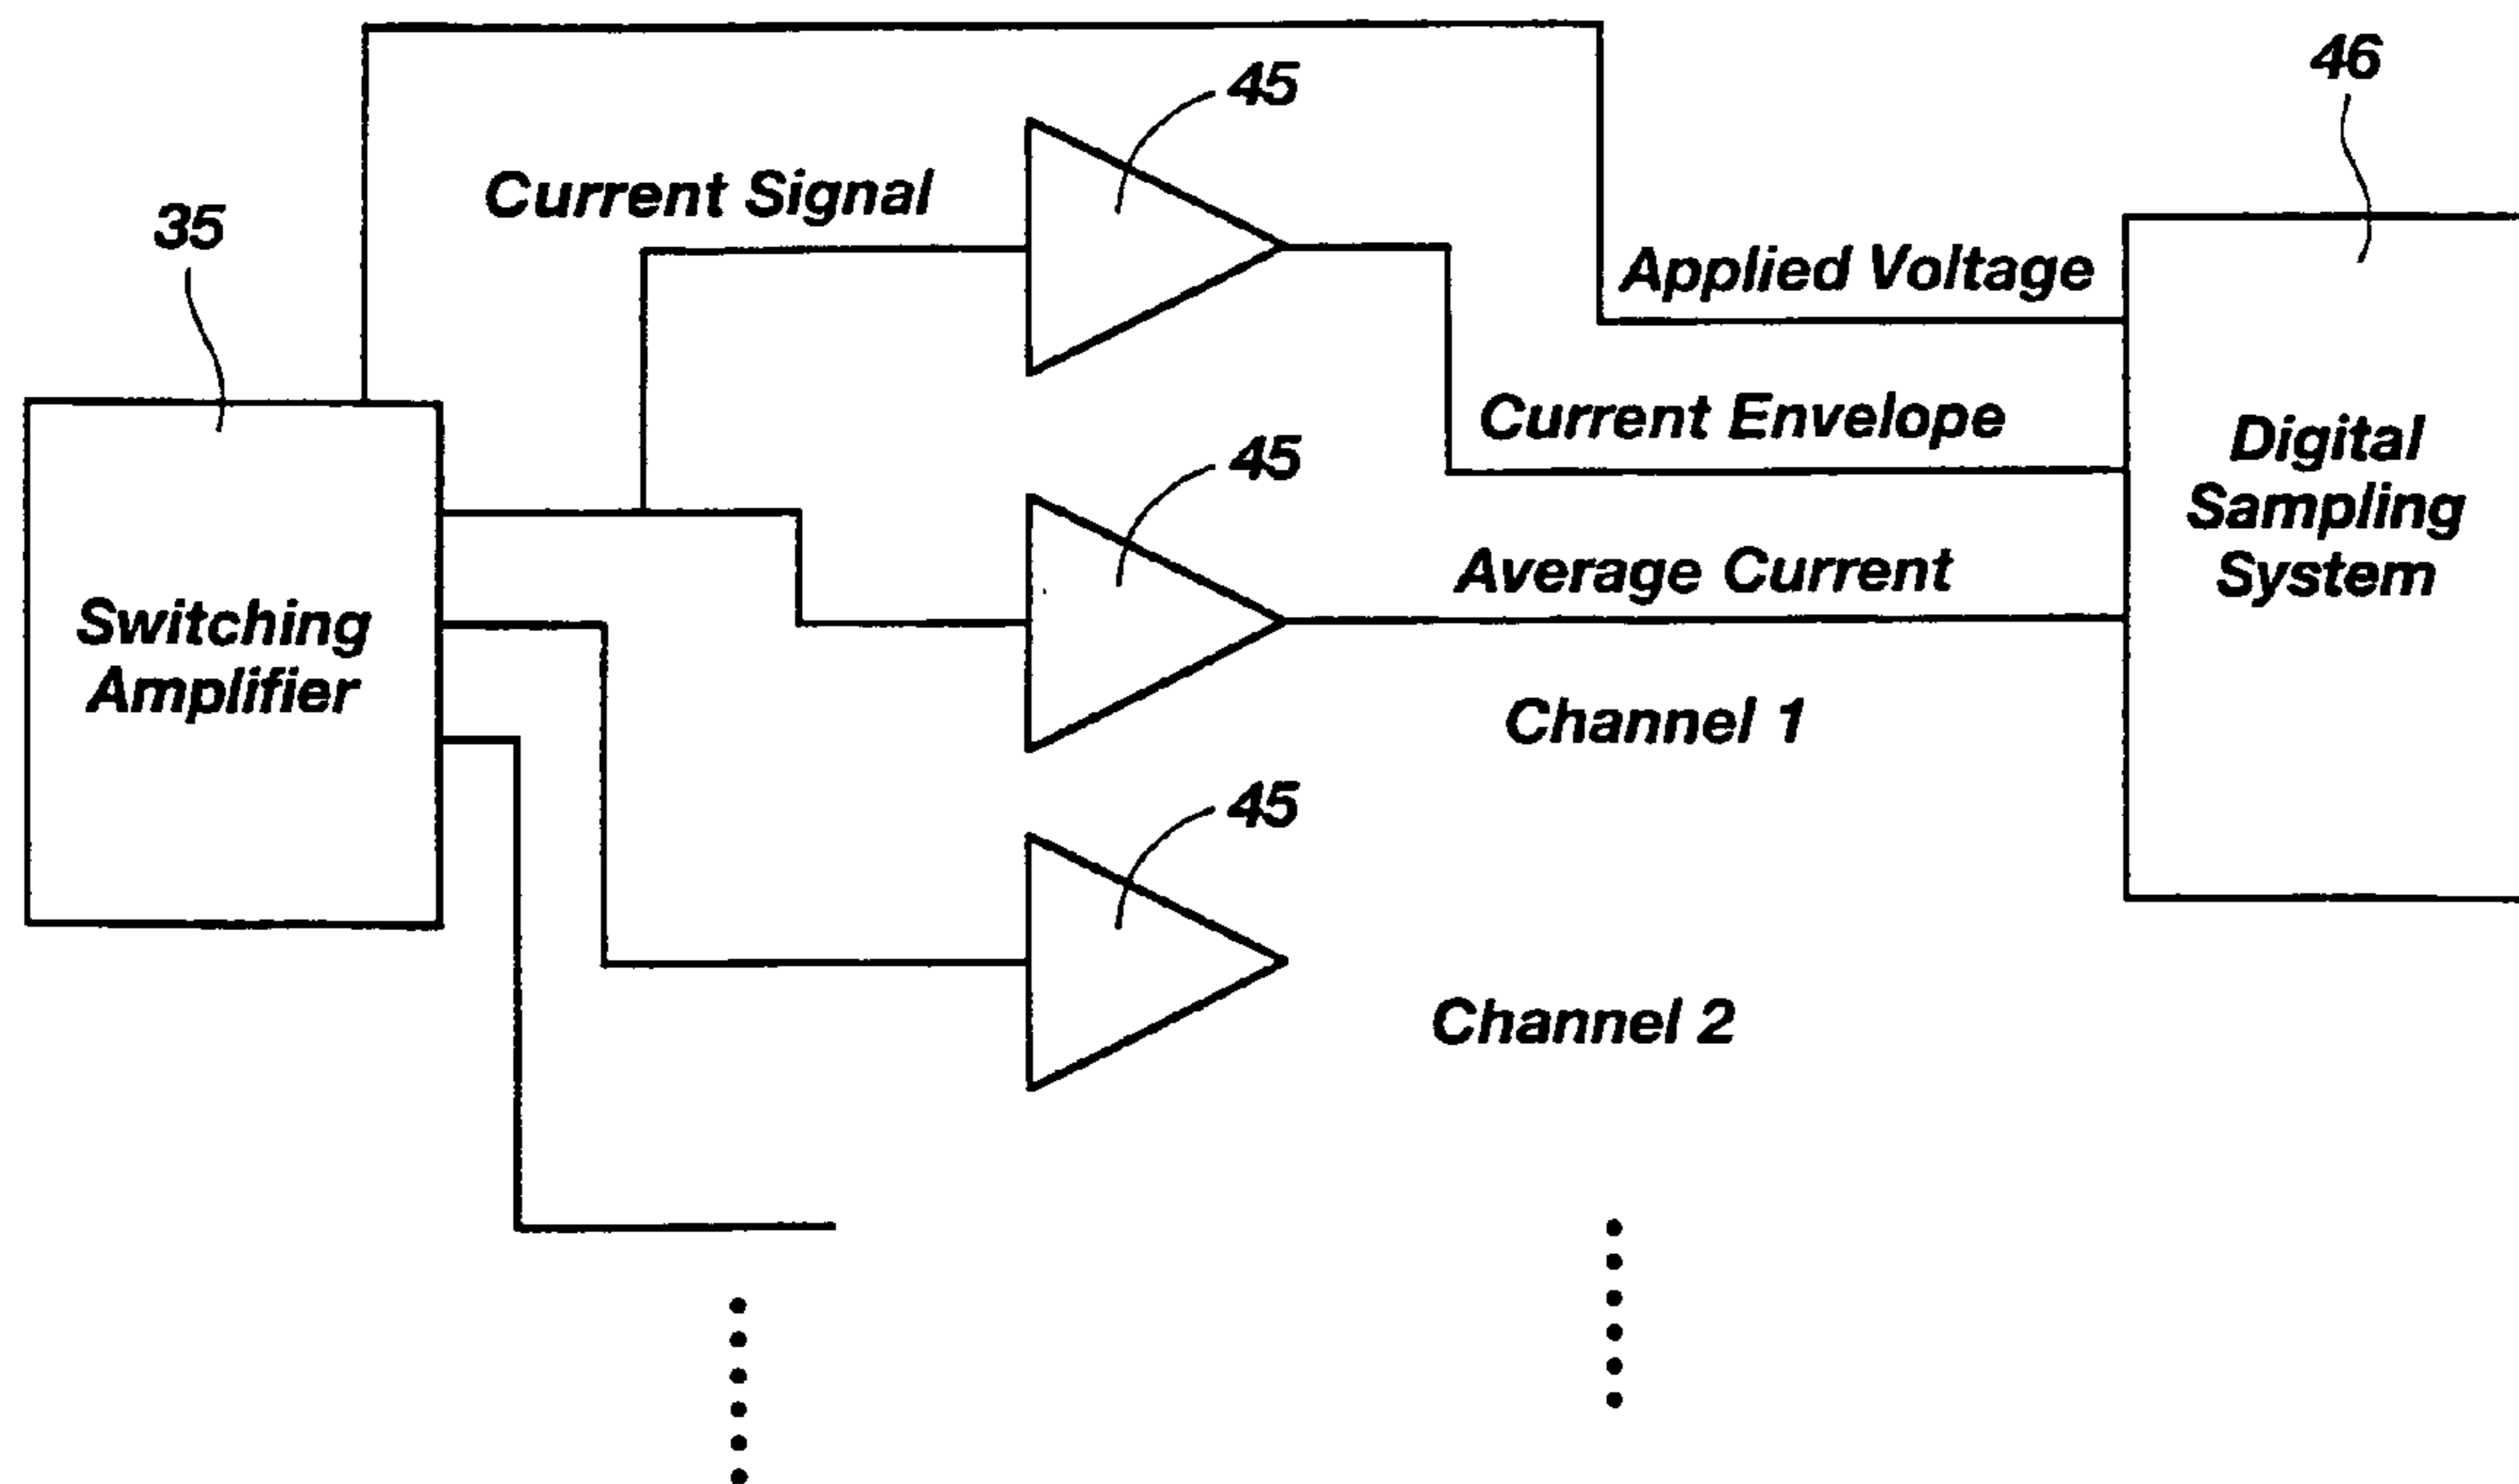 45
46
Current Signal
35
Applied Voltage
Current Envelope
Digital
Sampling
System
45
Average Current
Switching
Amplifier
Channel 1
45
Channel 2